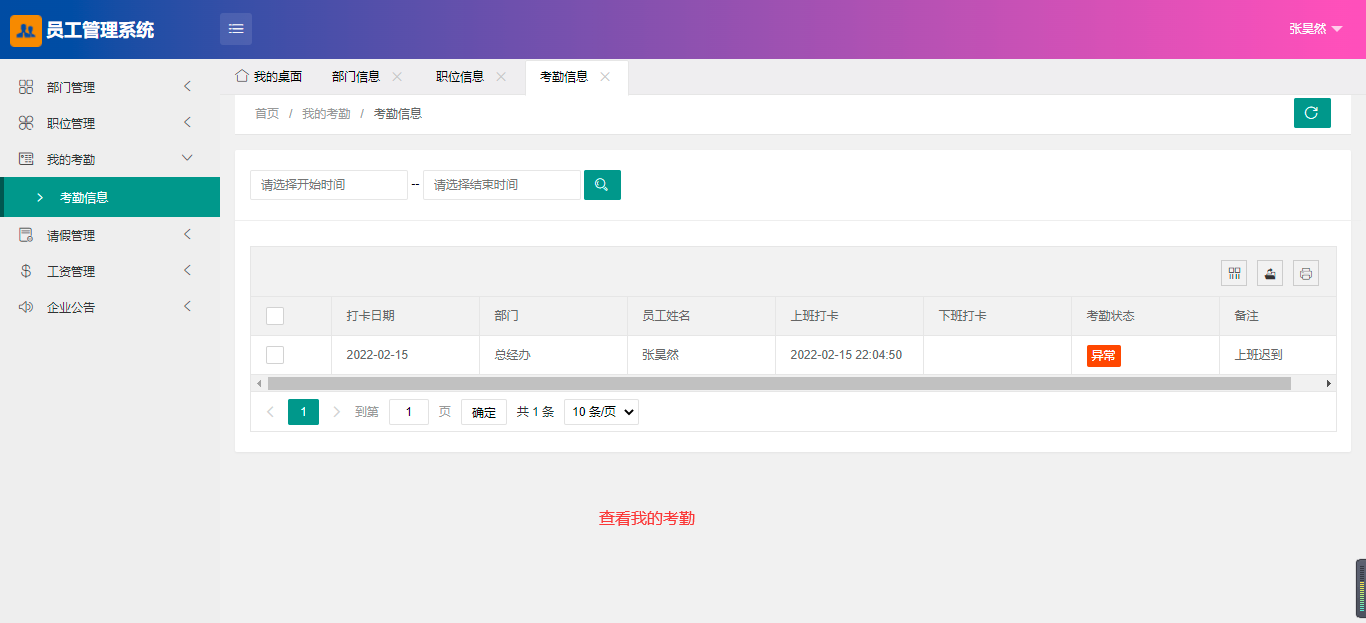 员工管理系统
张昊然
部门管理
职位管理
我的考勤
考勤信息
请假管理
工资管理
企业公告
我的桌面 部门信息 职位信息 考勤信息
首页 / 我的考勤 / 考勤信息
请选择开始时间 -- 请选择结束时间
打卡日期 部门 员工姓名 上班打卡 下班打卡 考勤状态 备注
2022-02-15 总经办 张昊然 2022-02-15 22:04:50 异常 上班迟到
1 到第 1 页 确定 共 1 条 10 条/页
查看我的考勤